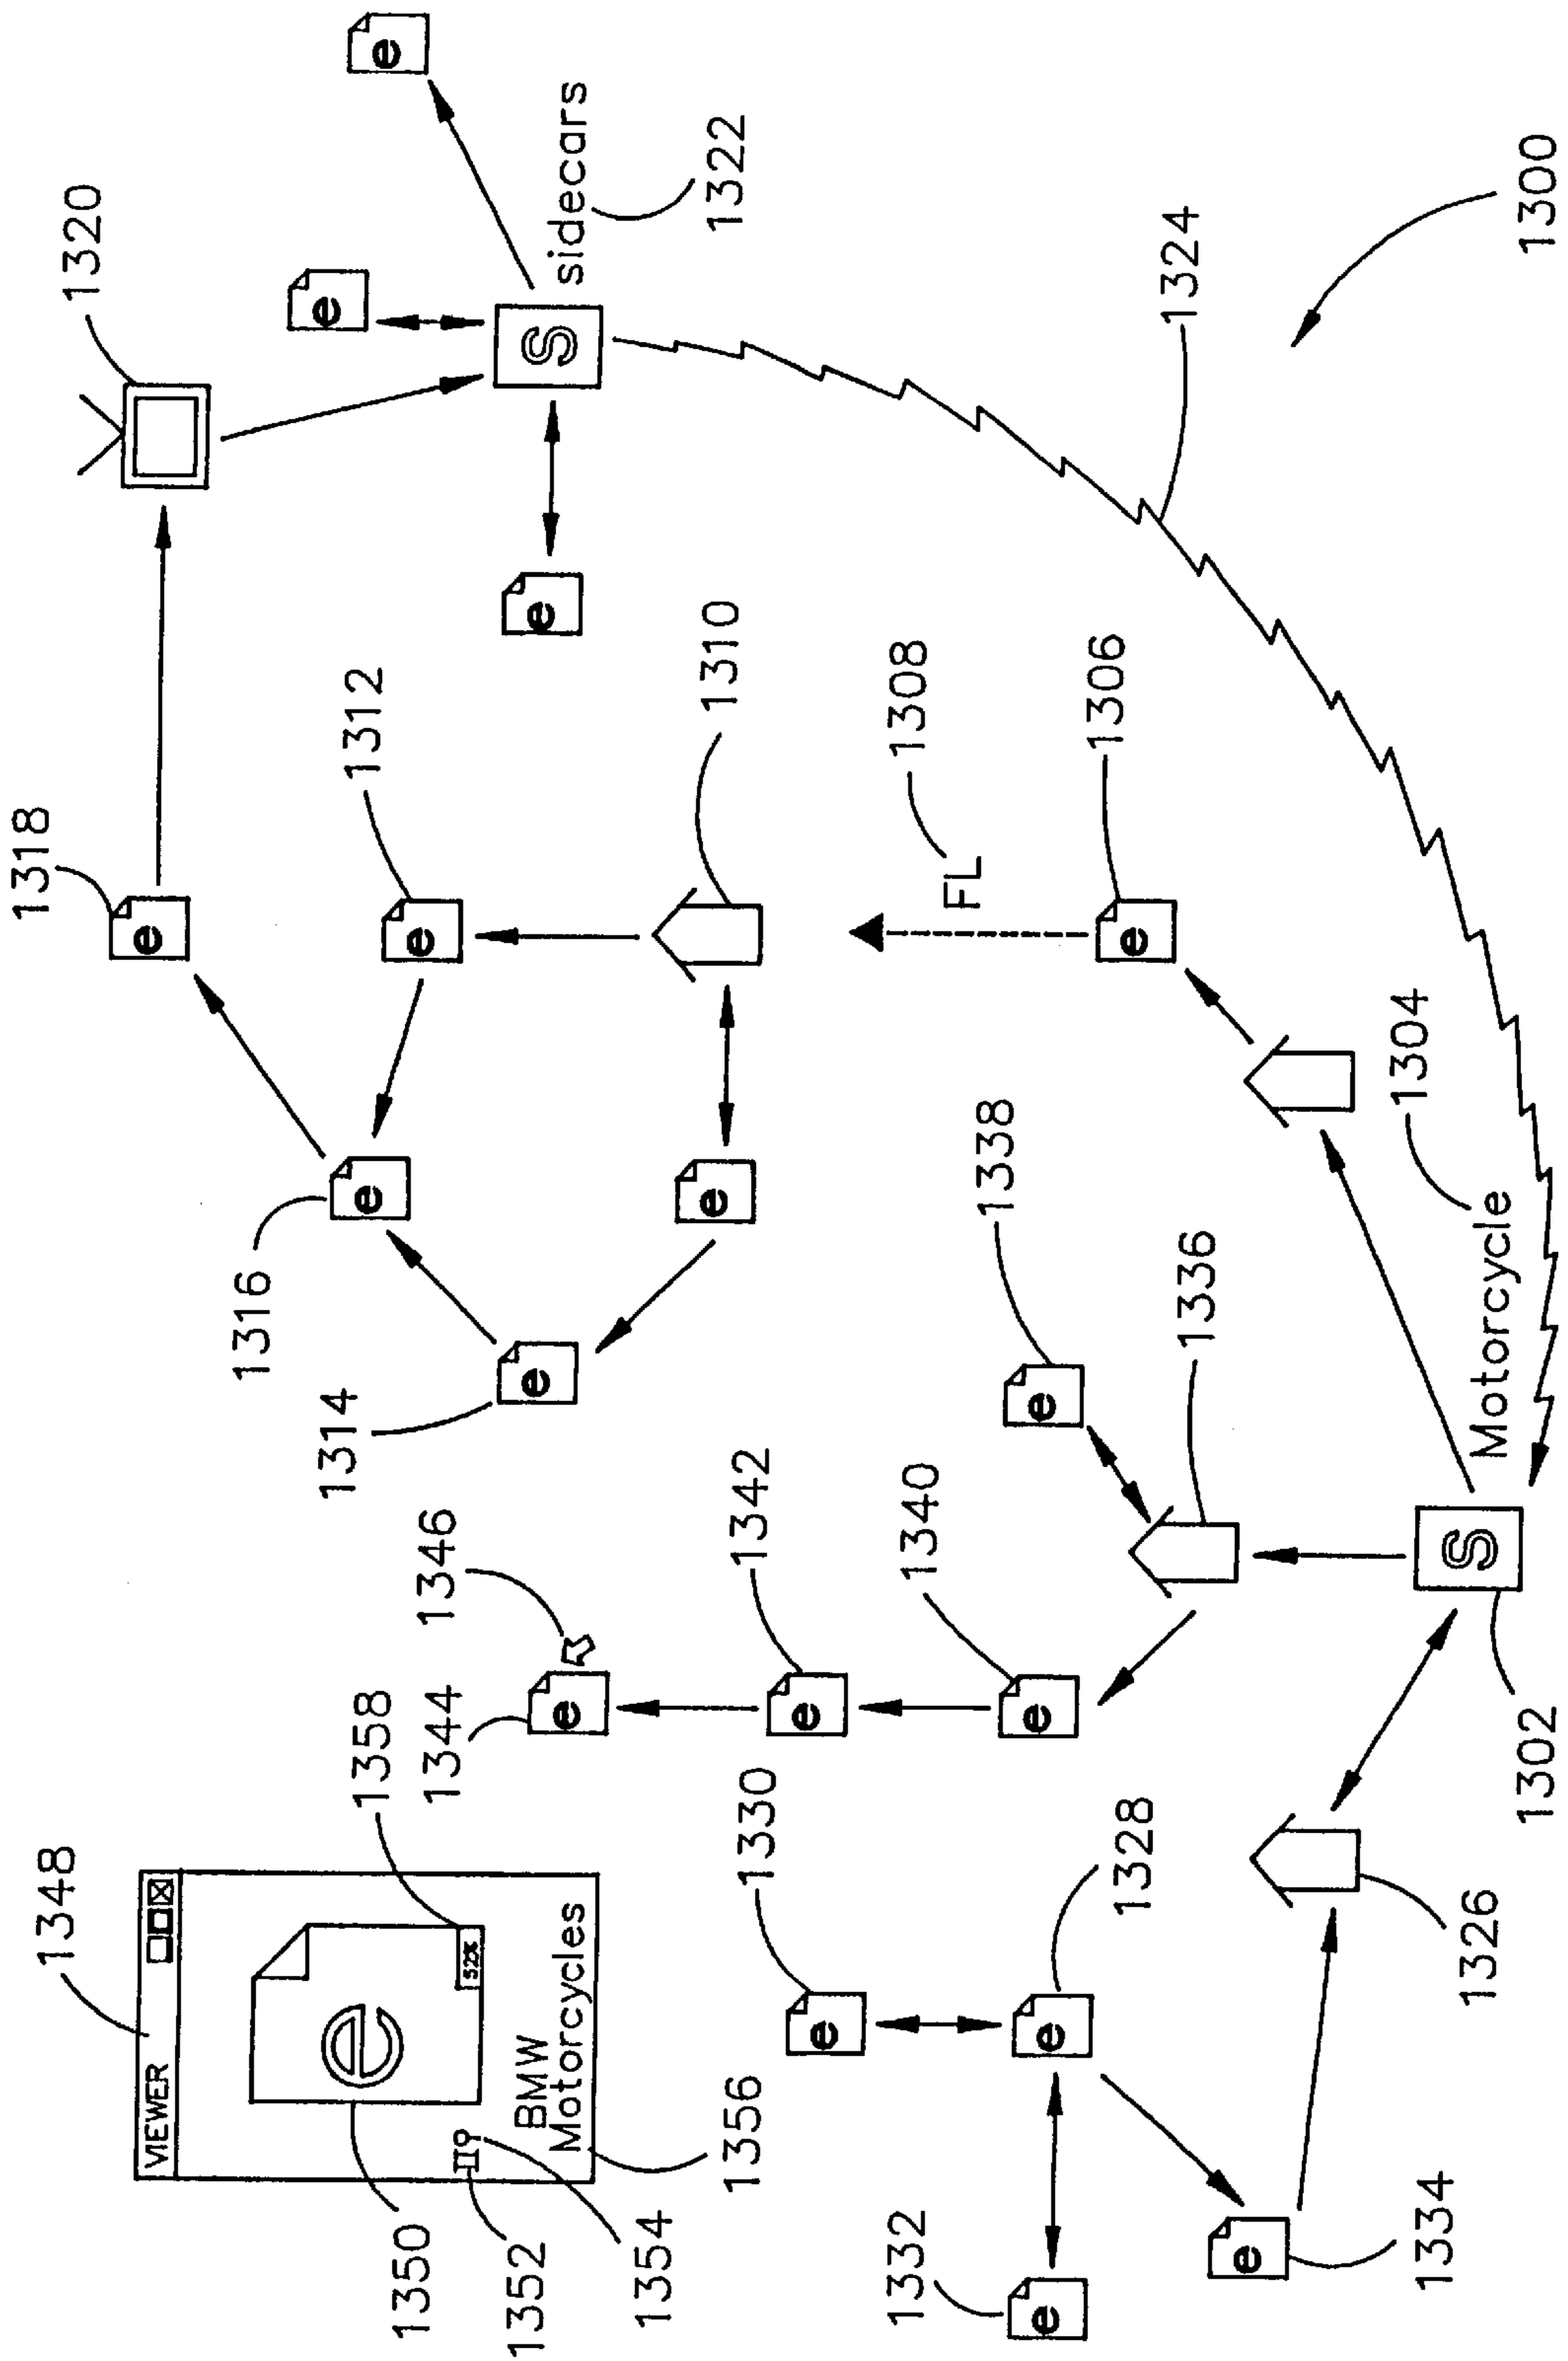 1318
1348
1320
e
VIEWER
1316
e
1314
1312
1358
e
e
e
e
1350
1344
1346
52%
1352
e
e
e
S
BMW
Motorcycles
sidecars
1354
1310
1322
e
1356
1330
1342
e
e
1332
1308
1340
FL
1338
e
e
e
e
1306
1328
e
1324
1336
e
1304
1334
1326
S
Motorcycle
1302
1300